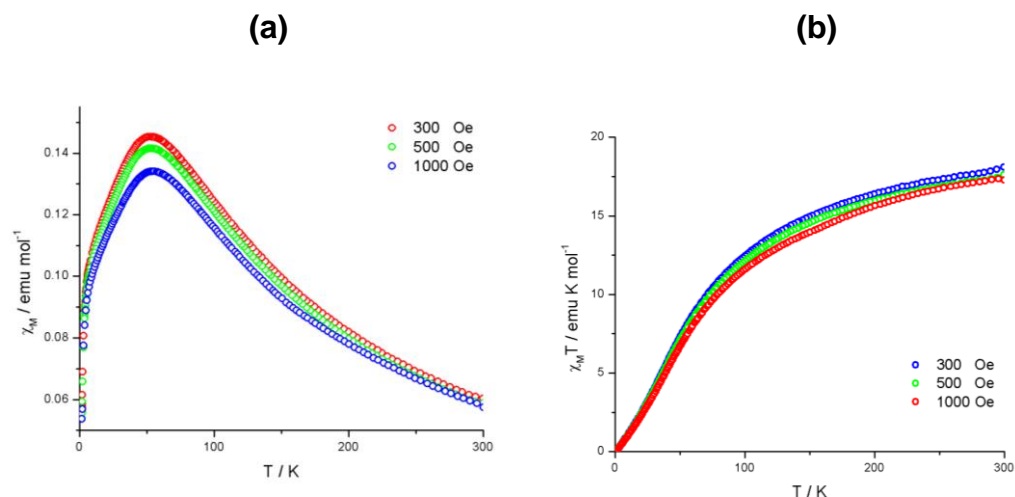 (a)
(b)
χM / emu mol-1
0.14
0.12
0.10
0.08
0.06
300 Oe
500 Oe
1000 Oe
0
100
200
300
T / K
χMT / emu K mol-1
20
15
10
5
0
300 Oe
500 Oe
1000 Oe
0
100
200
300
T / K